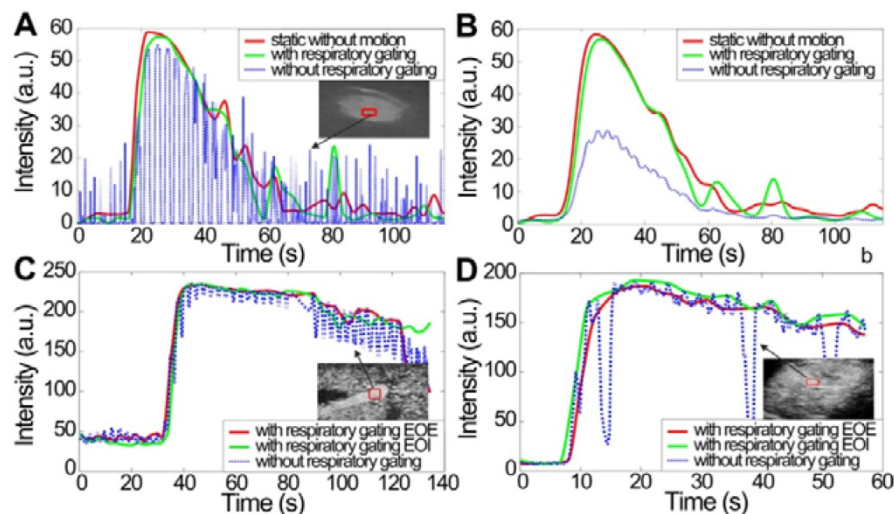 A
B
60
50
40
30
20
10
0
Intensity (a.u.)
static without motion
with respiratory gating
without respiratory gating
0 20 40 60 80 100
Time (s)
60
50
40
30
20
10
0
Intensity (a.u.)
static without motion
with respiratory gating
without respiratory gating
0 20 40 60 80 100
Time (s)
b
C
D
250
200
150
100
50
0
Intensity (a.u.)
with respiratory gating EOE
with respiratory gating EOI
without respiratory gating
0 20 40 60 80 100 120 140
Time (s)
200
150
100
50
0
Intensity (a.u.)
with respiratory gating EOE
with respiratory gating EOI
without respiratory gating
0 10 20 30 40 50 60
Time (s)